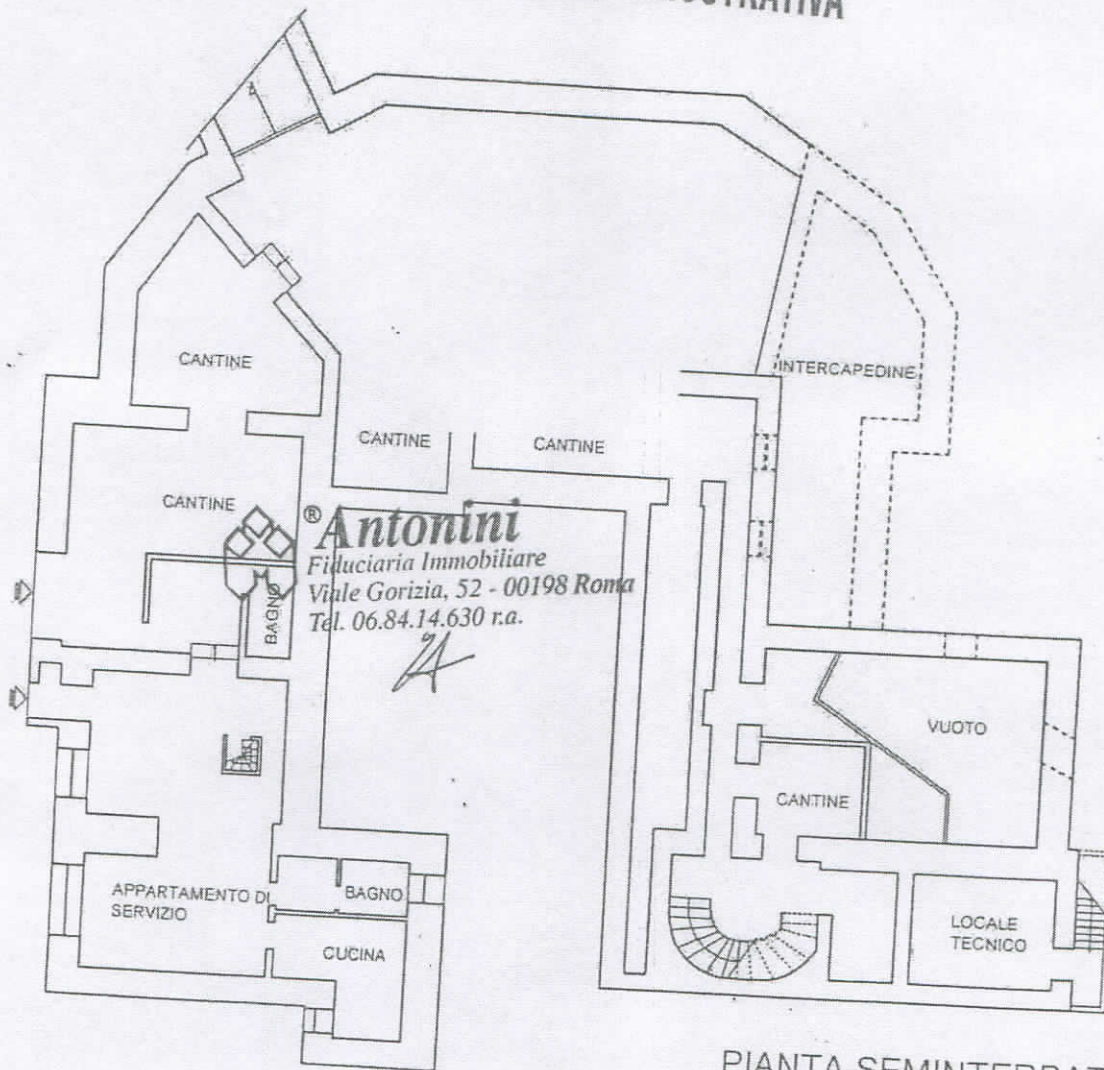 CANTINE
INTERCAPEDINE
CANTINE
CANTINE
CANTINE
® Antonini
Fiduciaria Immobiliare
Viale Gorizia, 52 - 00198 Roma
Tel. 06.84.14.630 r.a.
BAGNO
VUOTO
CANTINE
APPARTAMENTO DI
SERVIZIO
BAGNO
LOCALE
TECNICO
CUCINA
PIANTA